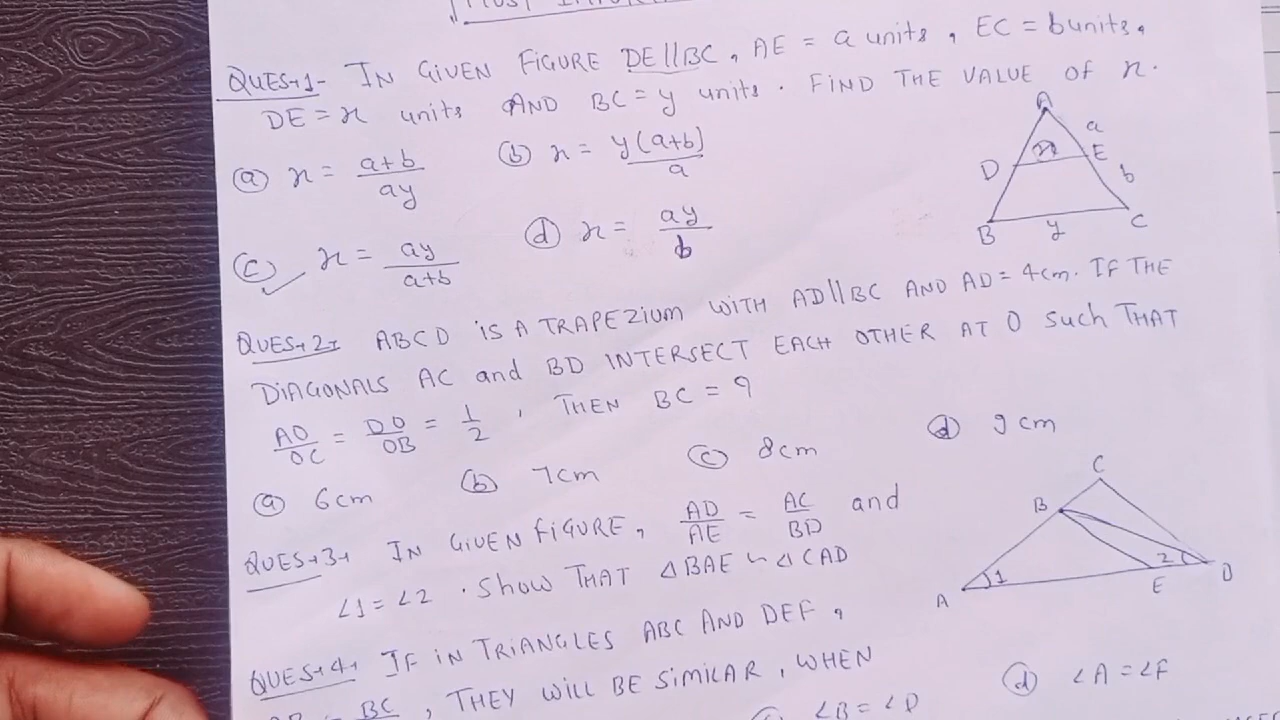 MOST
QUES→1- IN GIVEN FIGURE DE||BC, AE = a units, EC = b units,
DE = x units AND BC = y units. FIND THE VALUE OF x.
(a) x = a+b/ay (b) x = y(a+b)/a
(c) x = ay/a+b (d) x = ay/b
A
a
D x E
b
B y C
QUES→2→ ABCD IS A TRAPEZIUM WITH AD||BC AND AD = 4cm. IF THE
DIAGONALS AC and BD INTERSECT EACH OTHER AT O SUCH THAT
AO/OC = DO/OB = 1/2, THEN BC = ?
(a) 6cm (b) 7cm (c) 8cm (d) 9cm
QUES→3→ IN GIVEN FIGURE, AD/AE = AC/BD and
∠1=∠2. SHOW THAT ΔBAE ~ ΔCAD
C
B
1 2
A E D
QUES→4→ IF IN TRIANGLES ABC AND DEF,
BC, THEY WILL BE SIMILAR, WHEN
∠B=∠D (d) ∠A=∠F